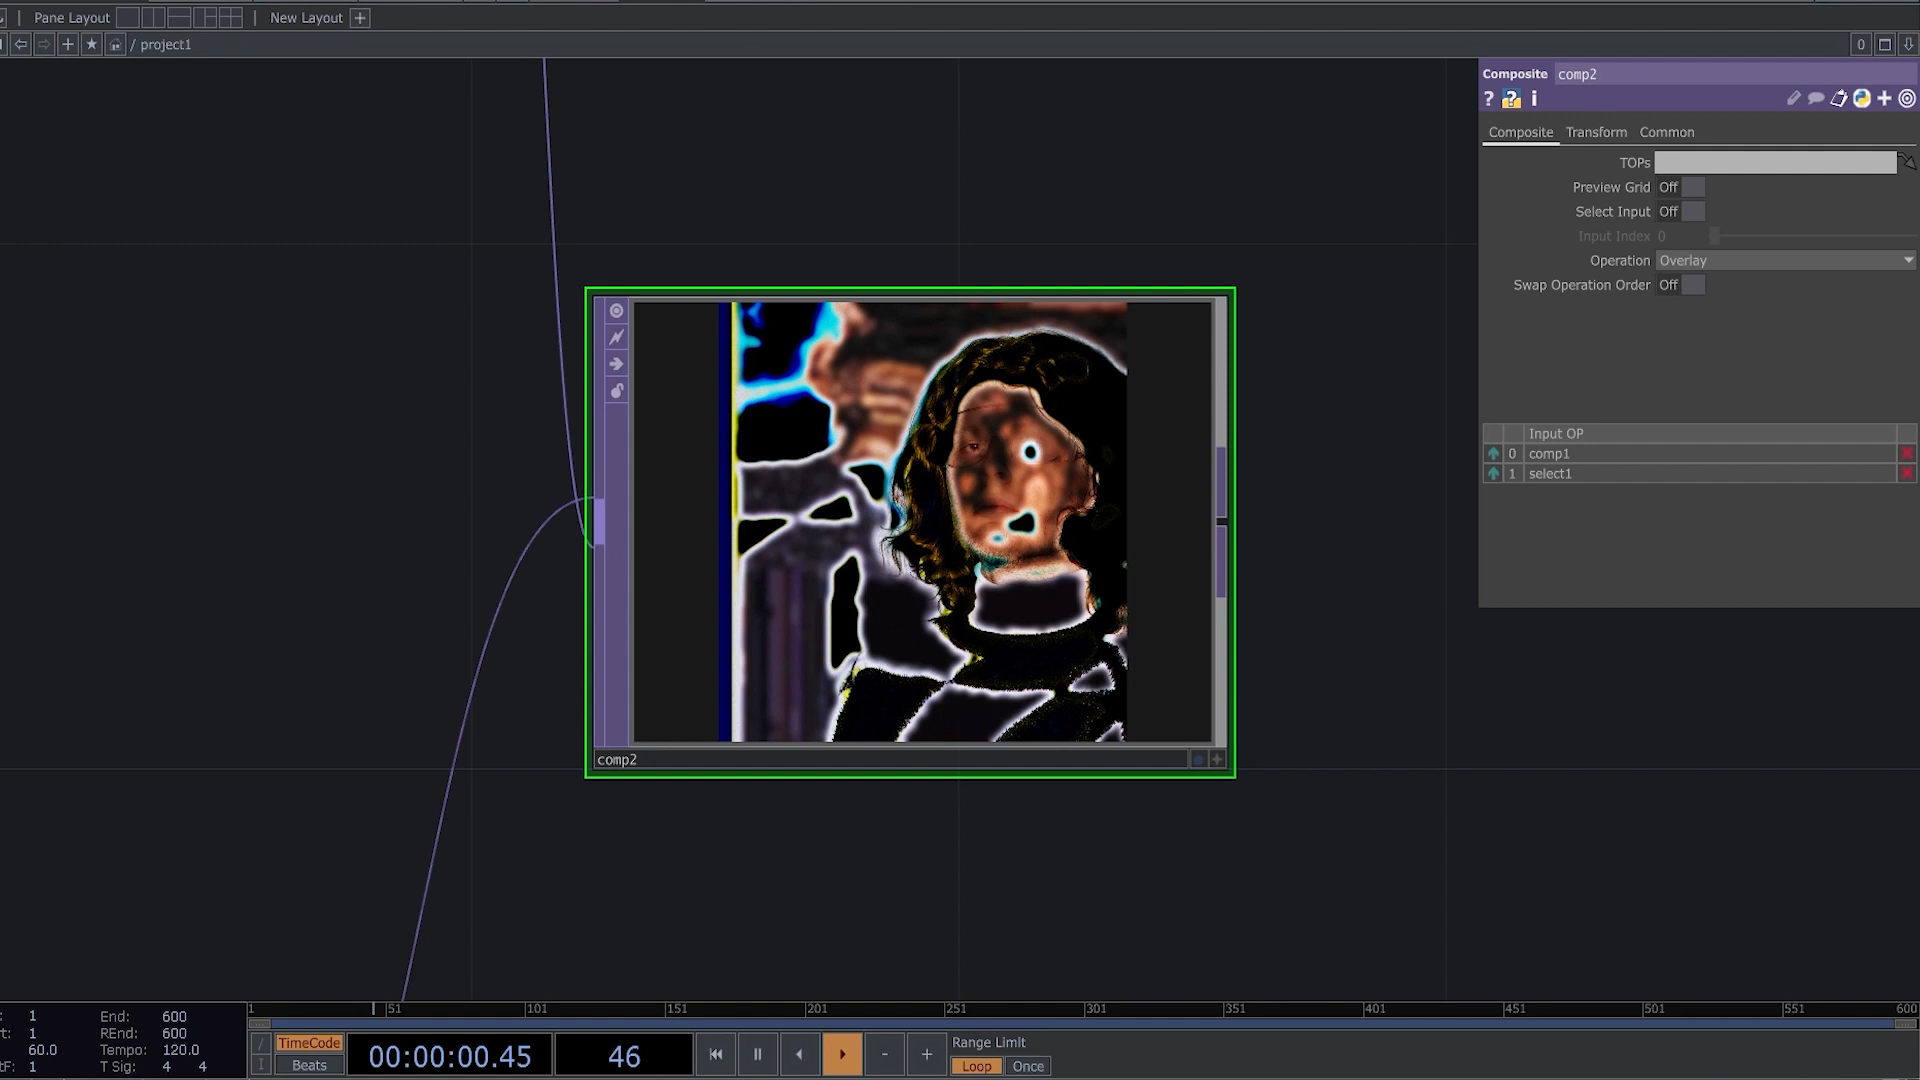 Pane Layout New Layout +
/ project1 0
Composite comp2
? ? i
Composite Transform Common
TOPs
Preview Grid Off
Select Input Off
Input Index 0
Operation Overlay
Swap Operation Order Off
Input OP
0 comp1
1 select1
comp2
1 51 101 151 201 251 301 351 401 451 501 551 600
1 End: 600
1 REnd: 600
60.0 Tempo: 120.0
1 T Sig: 4 4
TimeCode
Beats
00:00:00.45 46
- +
Range Limit
Loop Once